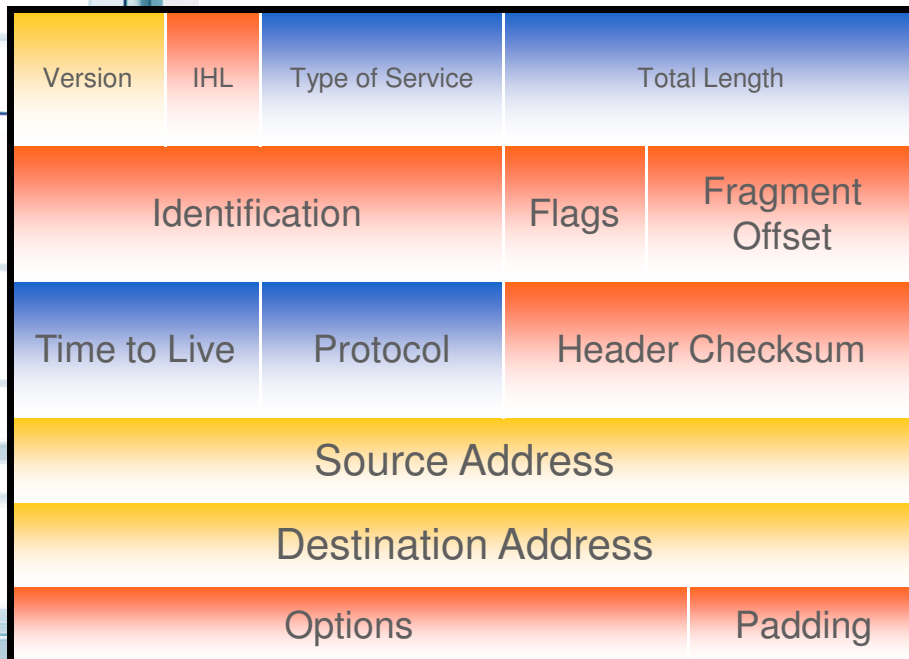 Version IHL Type of Service Total Length
Identification Flags Fragment
Offset
Time to Live Protocol Header Checksum
Source Address
Destination Address
Options Padding